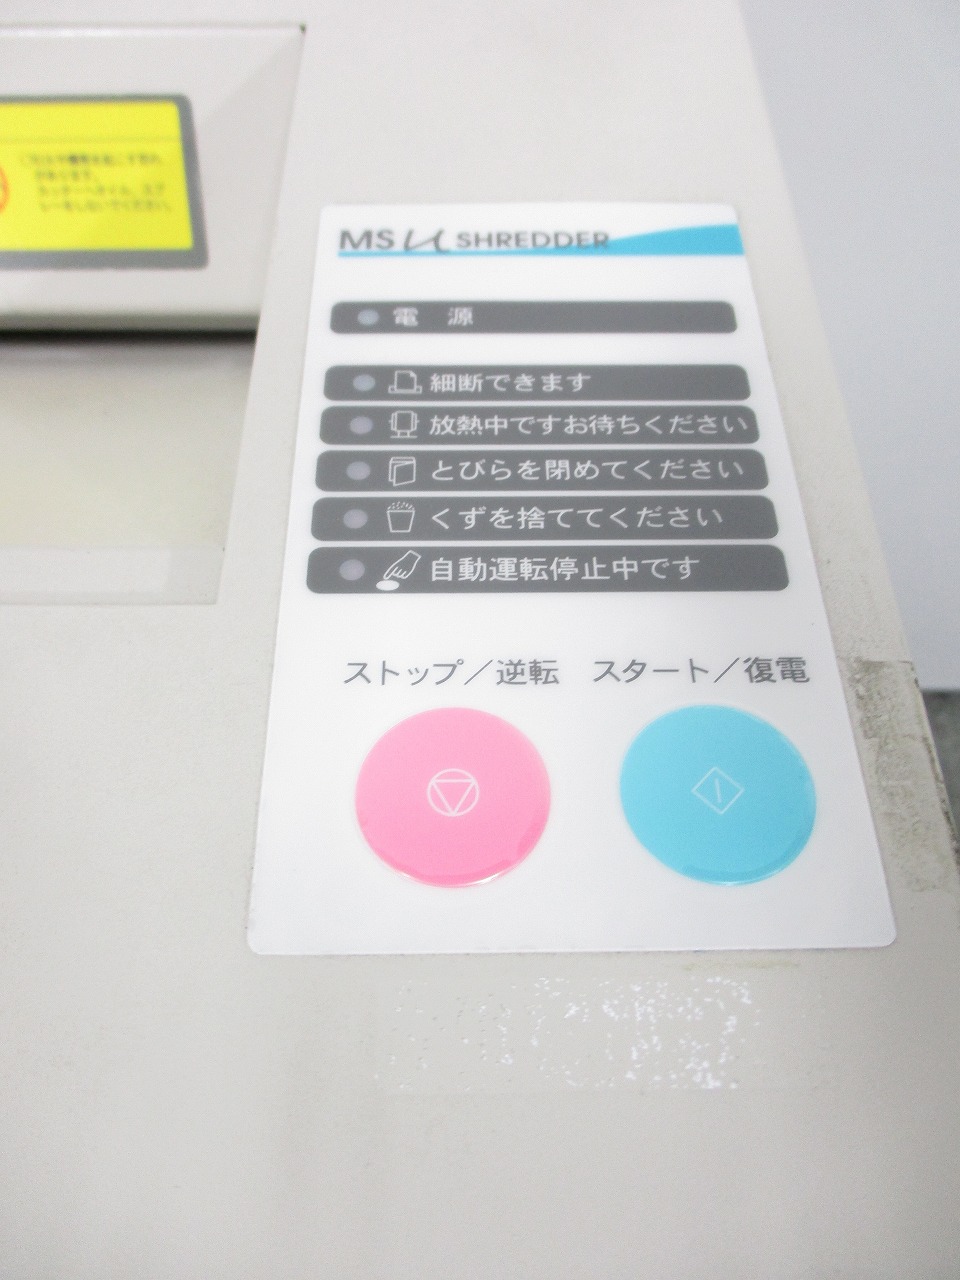 MS u SHREDDER
電 源
細断できます
放熱中ですお待ちください
とびらを閉めてください
くずを捨ててください
自動運転停止中です
ストップ／逆転 スタート／復電